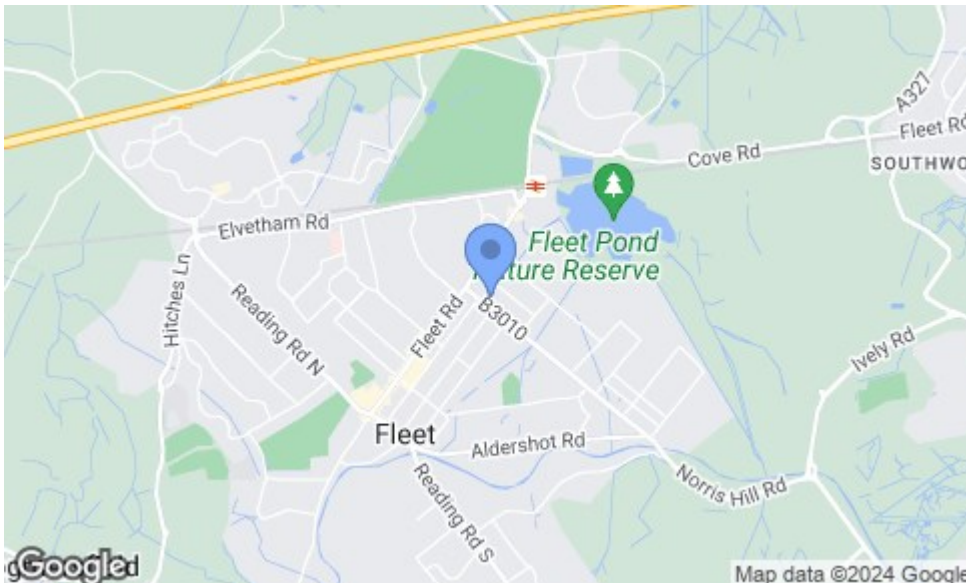 A327
Fleet Rd
Cove Rd
SOUTHWO
Elvetham Rd
Fleet Pond
ture Reserve
Hitches Ln
Reading Rd N
Fleet Rd
B3010
Ively Rd
Fleet
Aldershot Rd
Norris Hill Rd
Reading Rd S
Google
Map data ©2024 Google